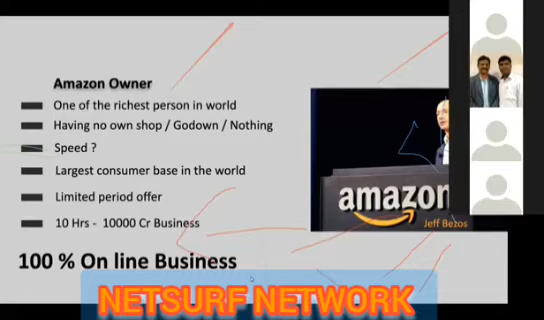 Amazon Owner
One of the richest person in world
Having no own shop / Godown / Nothing
Speed ?
Largest consumer base in the world
Limited period offer
10 Hrs - 10000 Cr Business
100 % On line Business
amazon
Jeff Bezos
NETSURF NETWORK